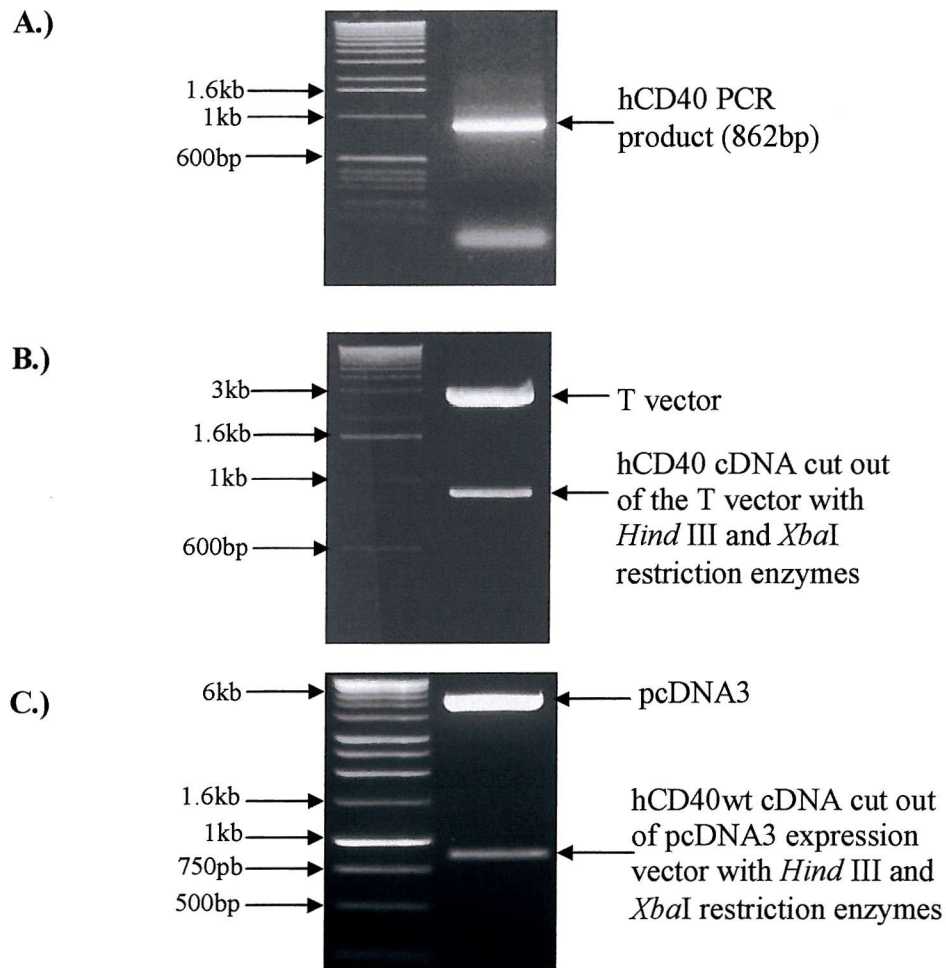 A.)
1.6kb
1kb
600bp
hCD40 PCR
product (862bp)
B.)
3kb
1.6kb
1kb
600bp
T vector
hCD40 cDNA cut out
of the T vector with
Hind III and XbaI
restriction enzymes
C.)
6kb
1.6kb
1kb
750pb
500bp
pcDNA3
hCD40wt cDNA cut out
of pcDNA3 expression
vector with Hind III and
XbaI restriction enzymes